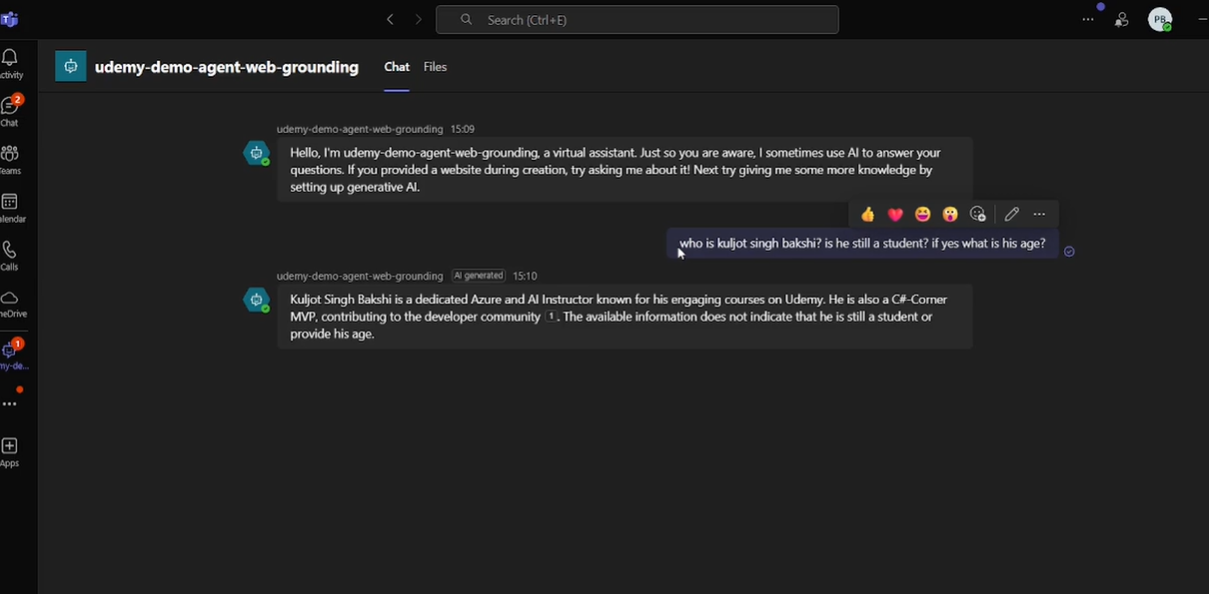 Search (Ctrl+E)
PB
udemy-demo-agent-web-grounding Chat Files
ctivity
2
Chat
eams
lendar
Calls
neDrive
1
my-de...
Apps
udemy-demo-agent-web-grounding 15:09
Hello, I'm udemy-demo-agent-web-grounding, a virtual assistant. Just so you are aware, I sometimes use AI to answer your
questions. If you provided a website during creation, try asking me about it! Next try giving me some more knowledge by
setting up generative AI.
who is kuljot singh bakshi? is he still a student? if yes what is his age?
udemy-demo-agent-web-grounding AI generated 15:10
Kuljot Singh Bakshi is a dedicated Azure and AI Instructor known for his engaging courses on Udemy. He is also a C#-Corner
MVP, contributing to the developer community 1 . The available information does not indicate that he is still a student or
provide his age.